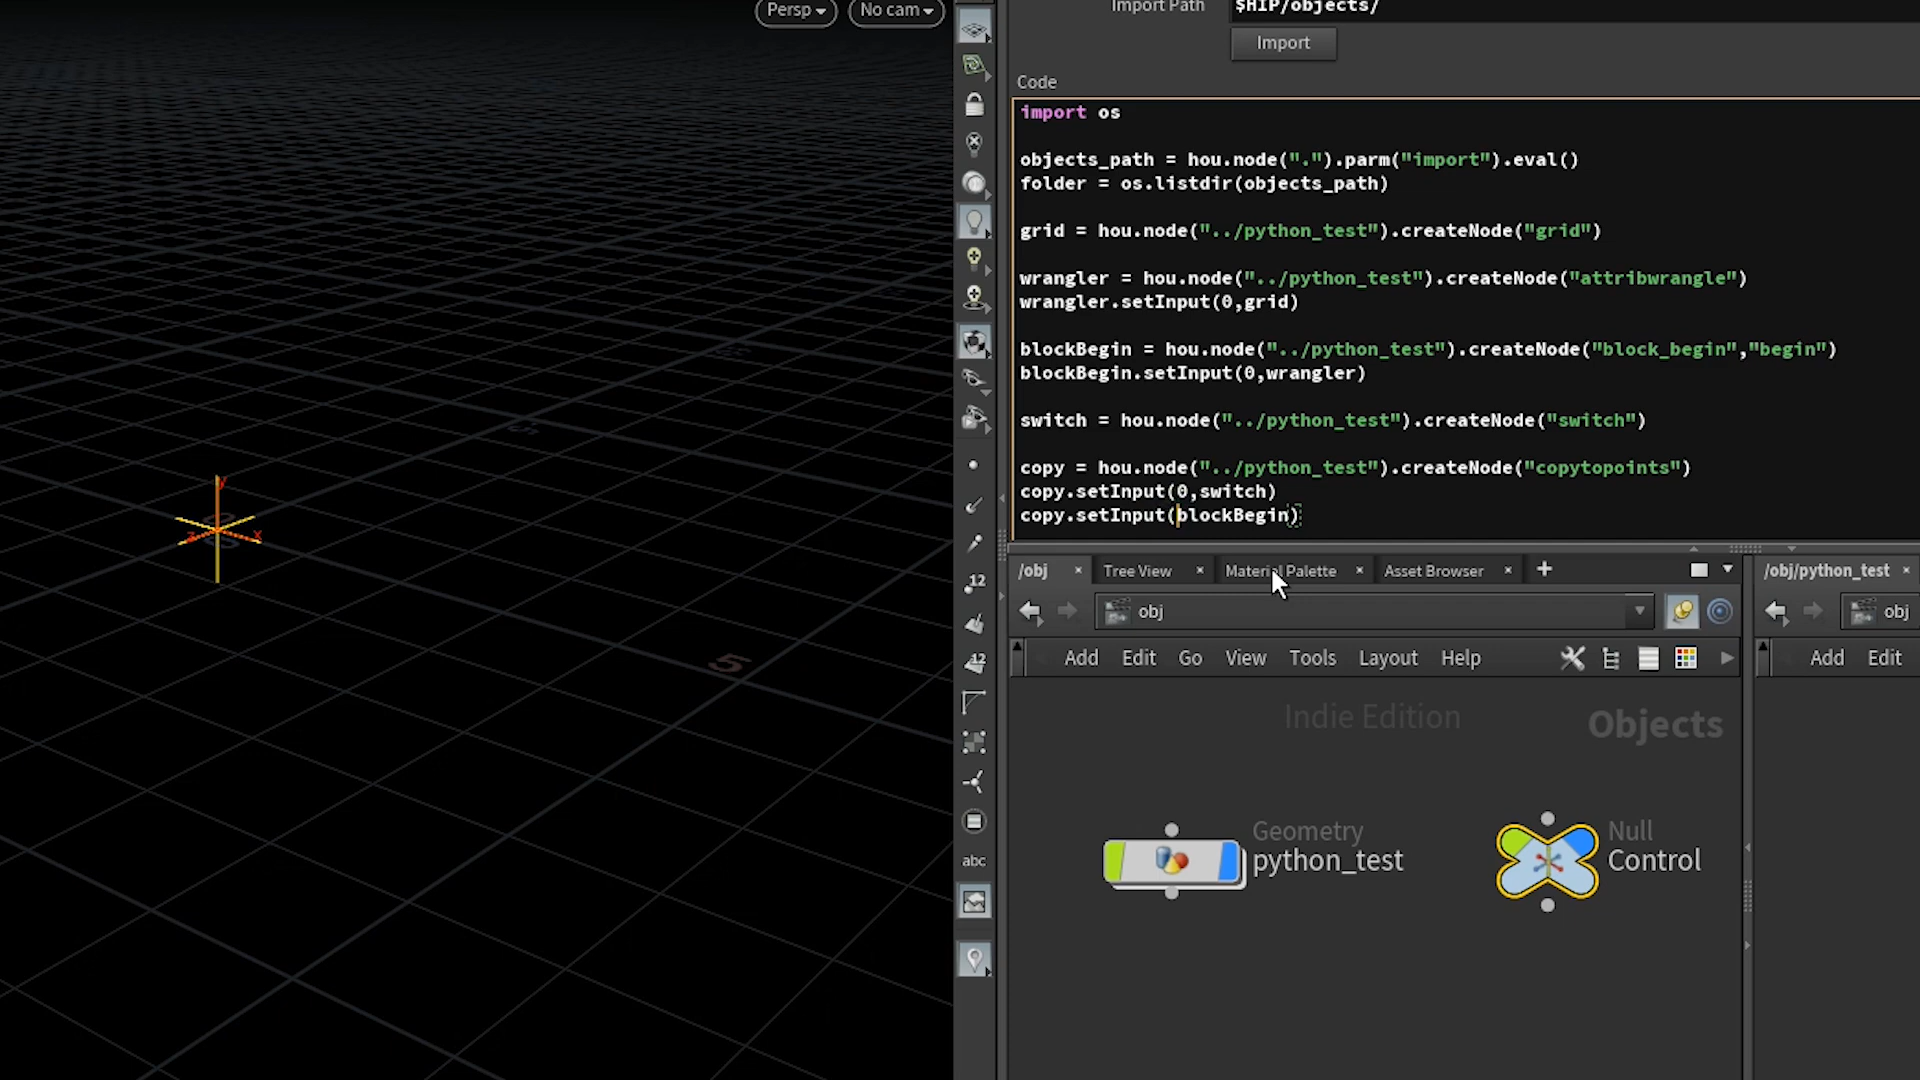 Persp
No cam
Import Path
$HIP/objects/
Import
Code
import os
objects_path = hou.node(".").parm("import").eval()
folder = os.listdir(objects_path)
grid = hou.node("../python_test").createNode("grid")
wrangler = hou.node("../python_test").createNode("attribwrangle")
wrangler.setInput(0,grid)
blockBegin = hou.node("../python_test").createNode("block_begin","begin")
blockBegin.setInput(0,wrangler)
switch = hou.node("../python_test").createNode("switch")
copy = hou.node("../python_test").createNode("copytopoints")
copy.setInput(0,switch)
copy.setInput(blockBegin)
/obj
Tree View
Material Palette
Asset Browser
/obj/python_test
obj
obj
Add Edit Go View Tools Layout Help
Add Edit
Indie Edition
Objects
Geometry
python_test
Null
Control
y
z
x
5
12
12
abc